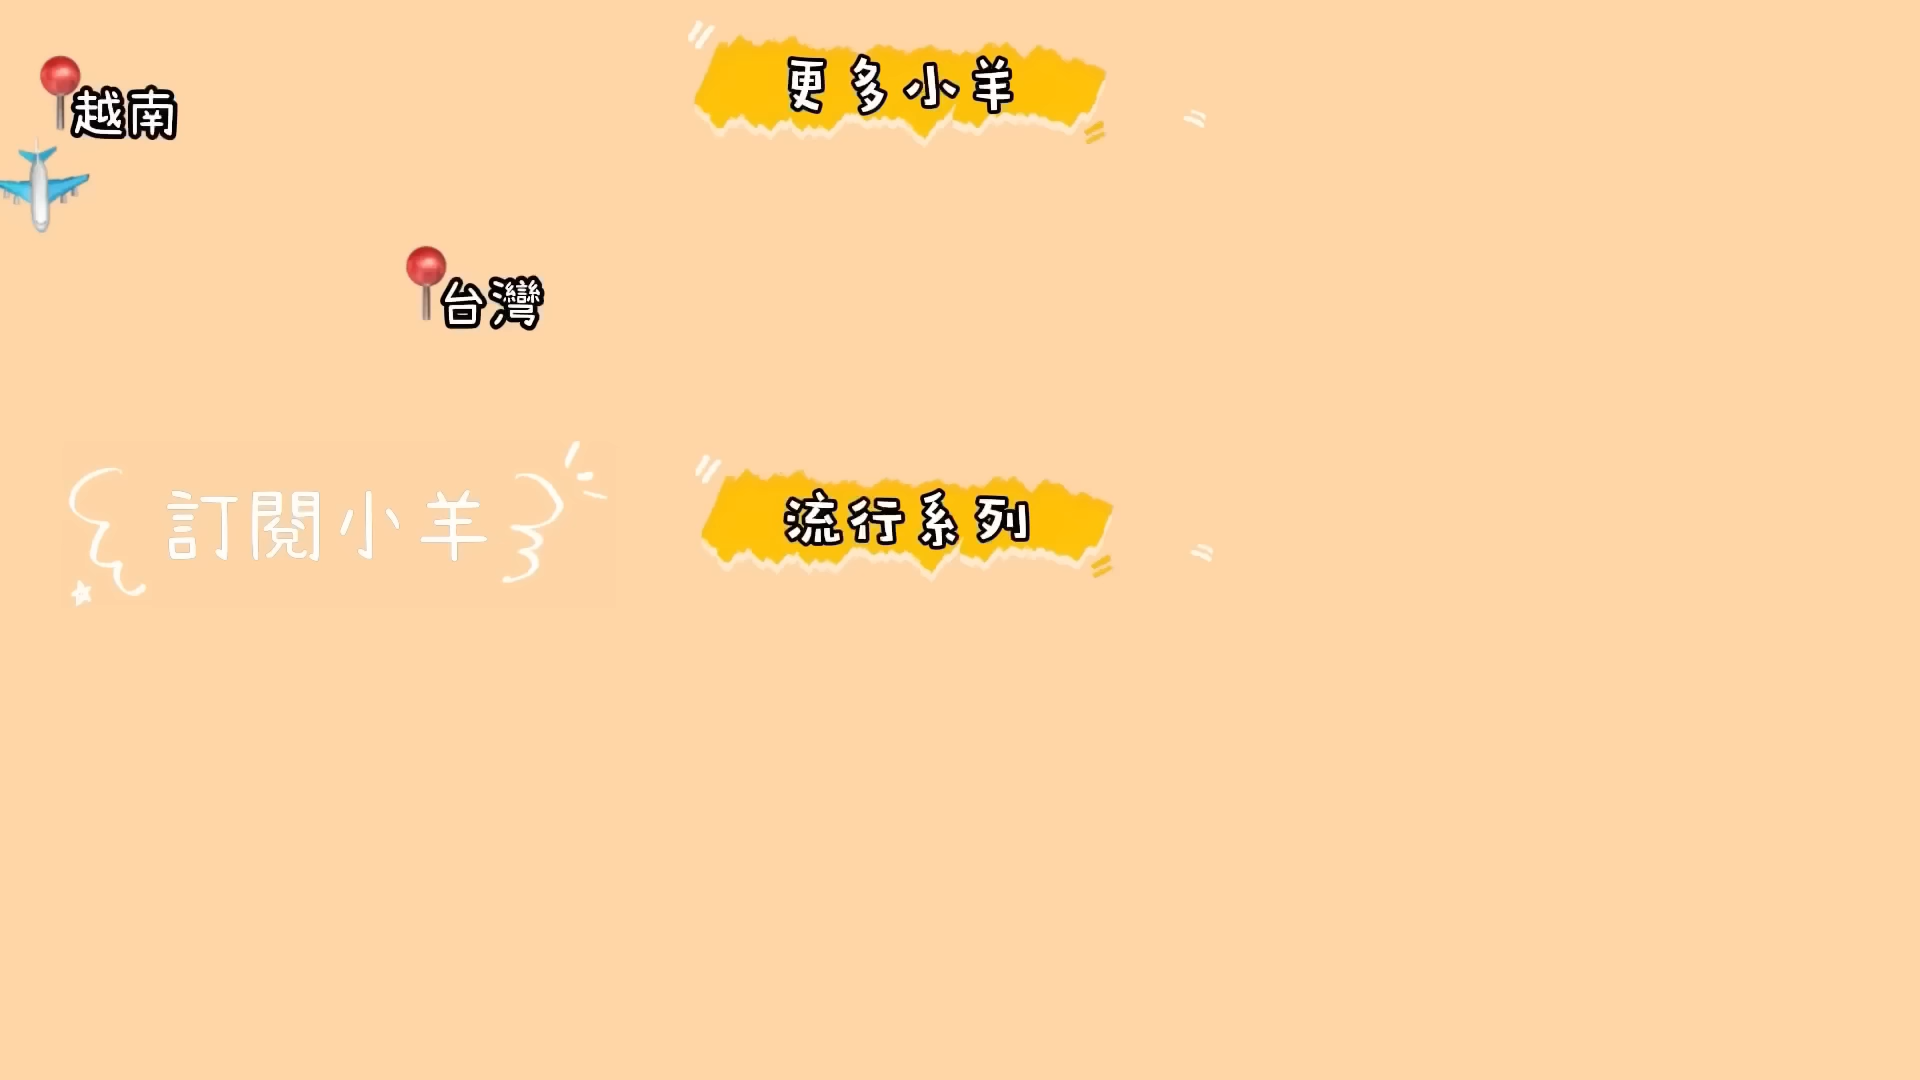 更多小羊
越南
台灣
訂閱小羊
流行系列